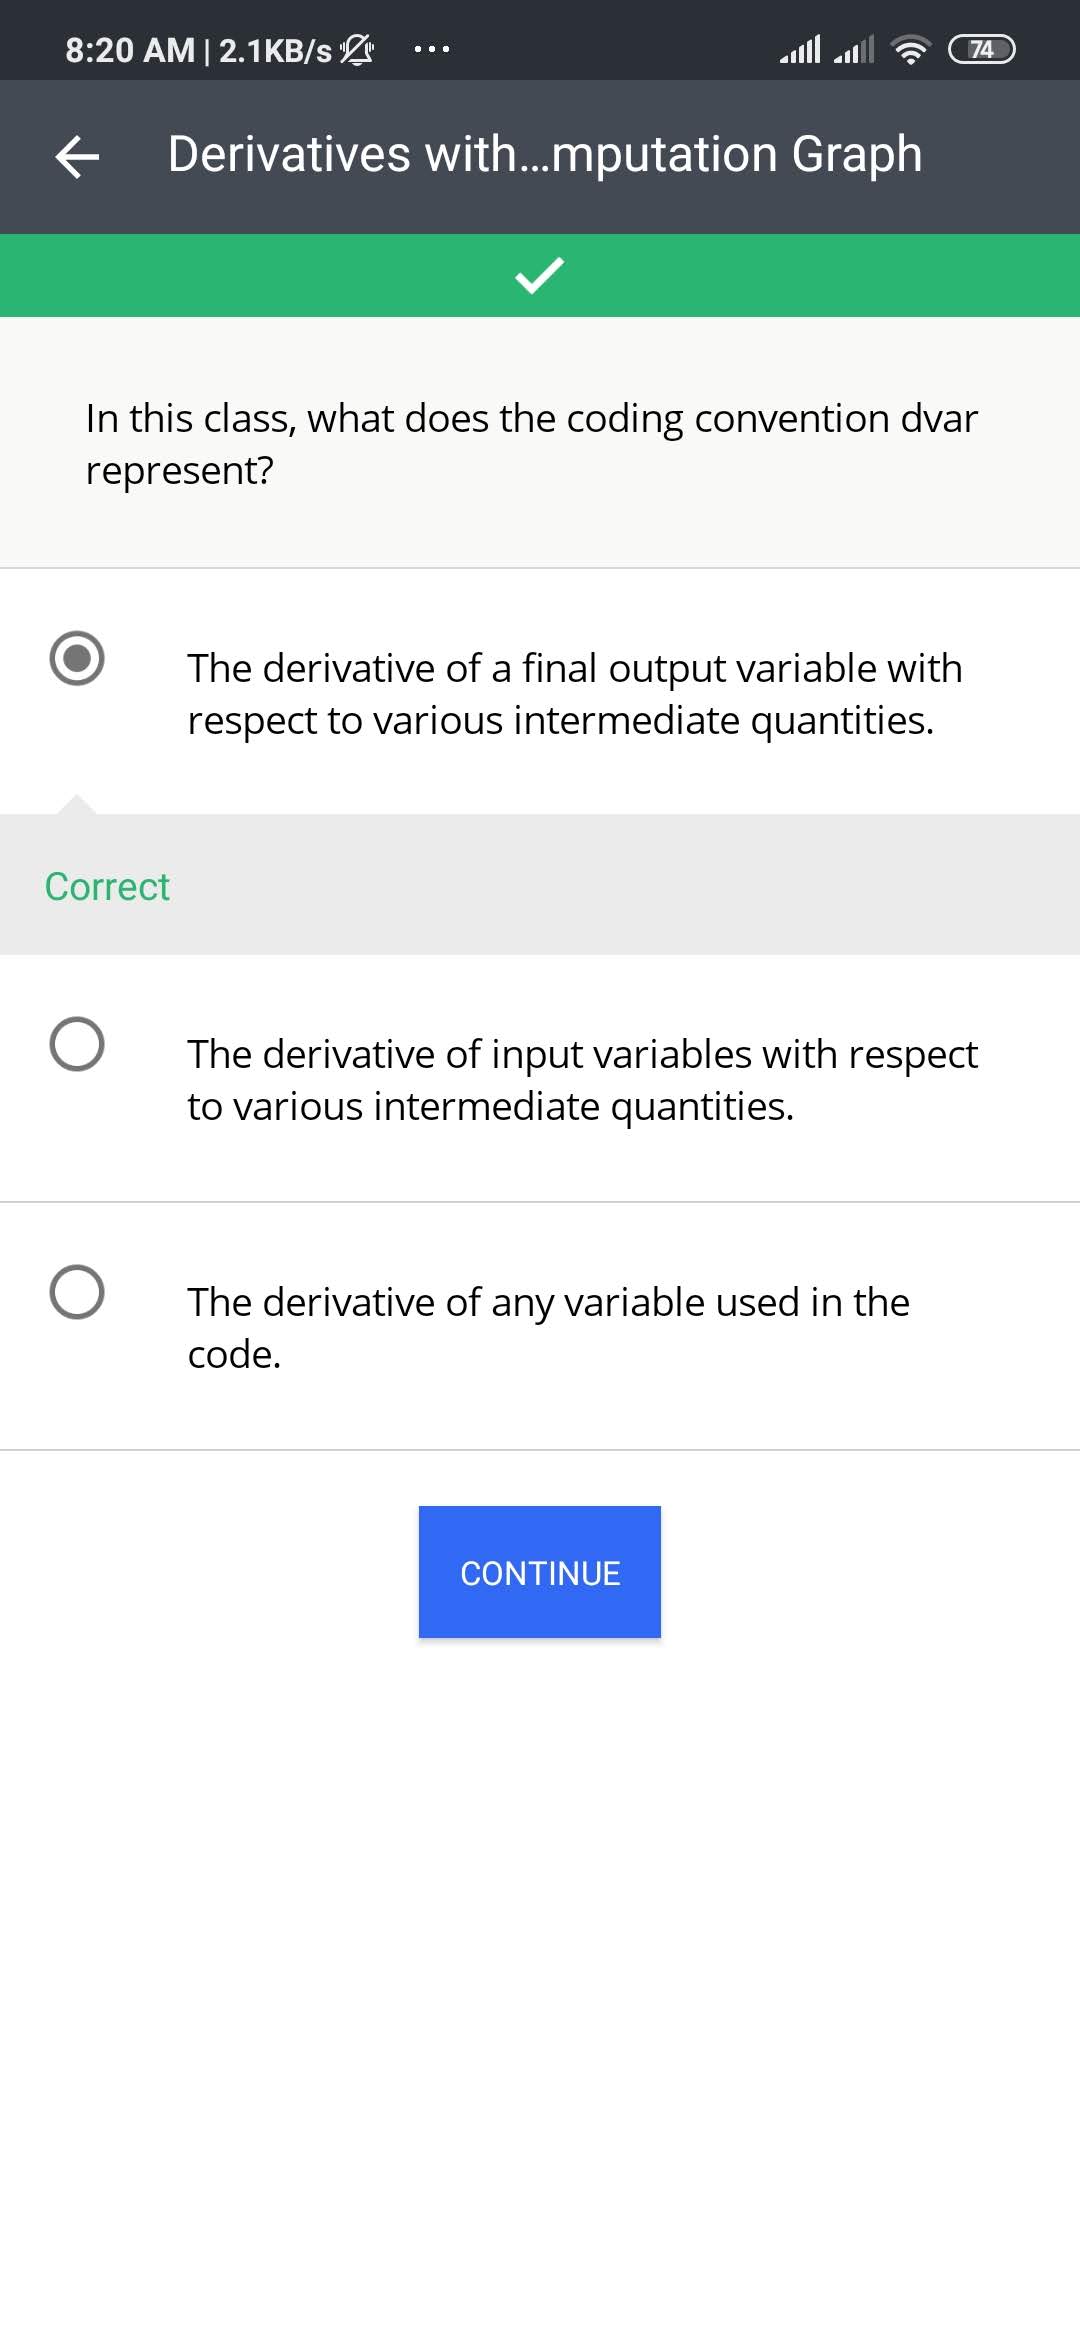 8:20 AM | 2.1KB/s ...
74
Derivatives with...mputation Graph
In this class, what does the coding convention dvar
represent?
The derivative of a final output variable with
respect to various intermediate quantities.
Correct
The derivative of input variables with respect
to various intermediate quantities.
The derivative of any variable used in the
code.
CONTINUE